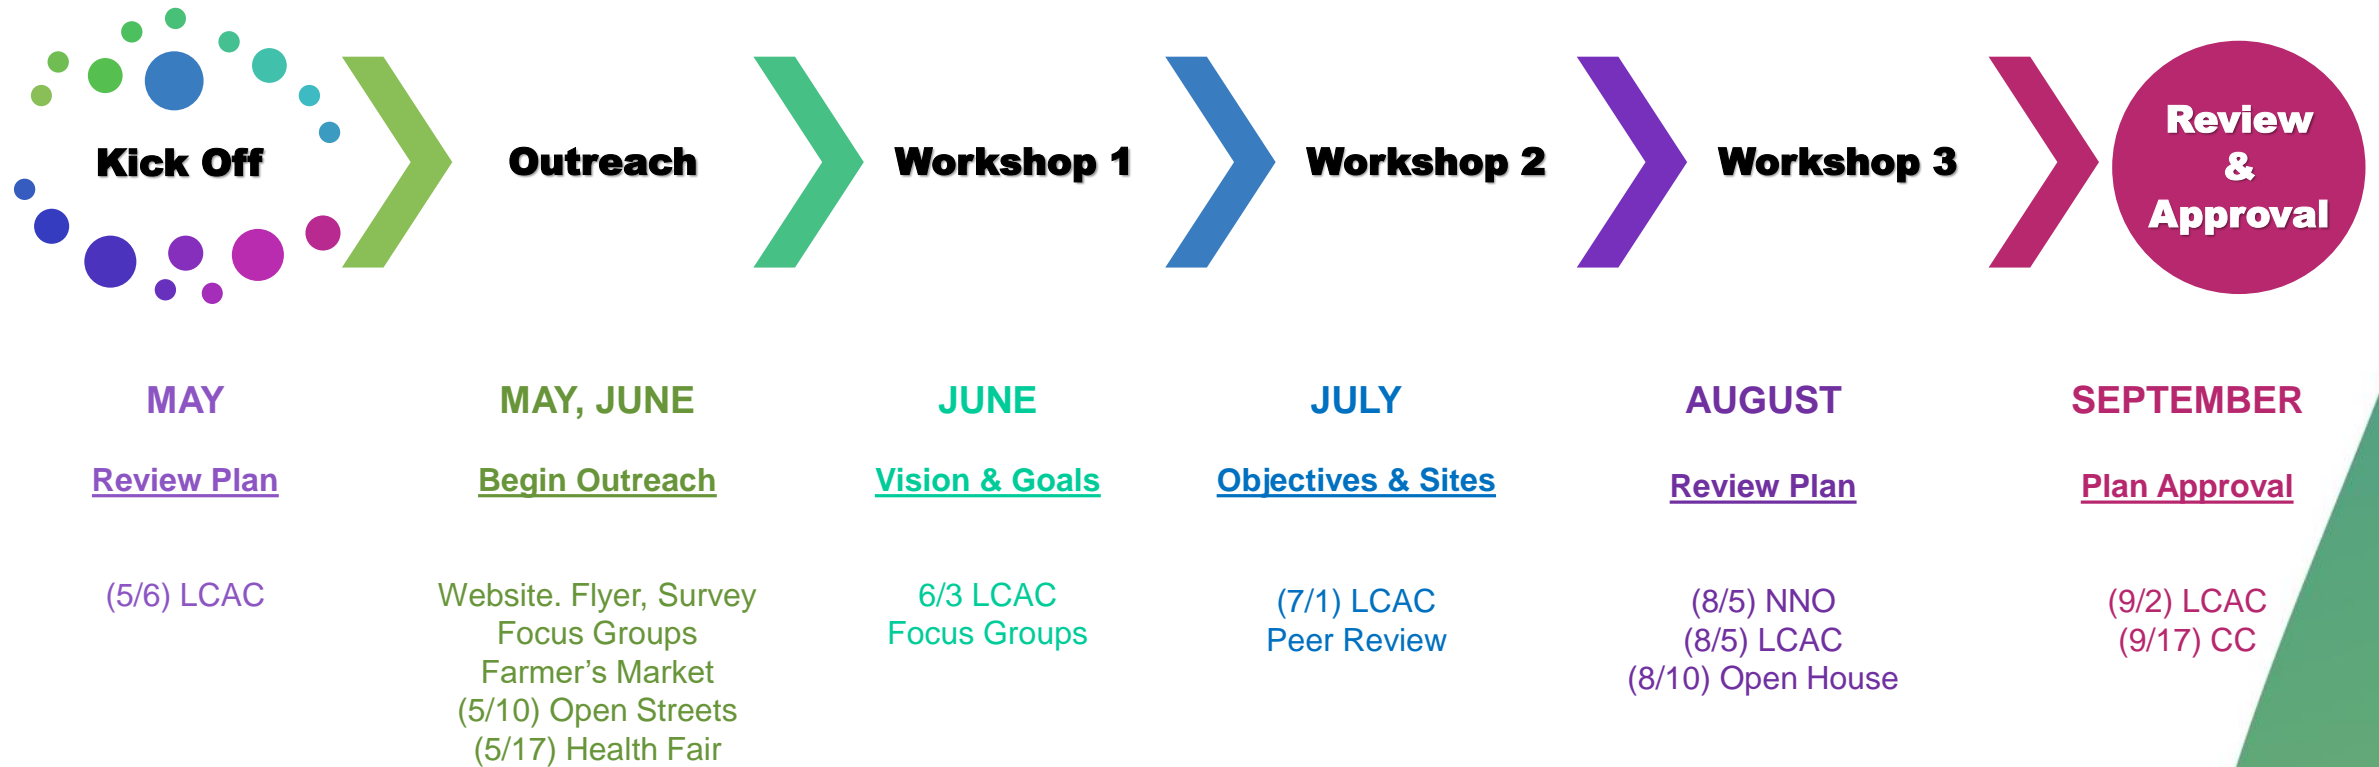 Kick Off
Outreach
Workshop 1
Workshop 2
Workshop 3
Review
&
Approval
MAY
Review Plan
(5/6) LCAC
MAY, JUNE
Begin Outreach
Website. Flyer, Survey
Focus Groups
Farmer’s Market
(5/10) Open Streets
(5/17) Health Fair
JUNE
Vision & Goals
6/3 LCAC
Focus Groups
JULY
Objectives & Sites
(7/1) LCAC
Peer Review
AUGUST
Review Plan
(8/5) NNO
(8/5) LCAC
(8/10) Open House
SEPTEMBER
Plan Approval
(9/2) LCAC
(9/17) CC